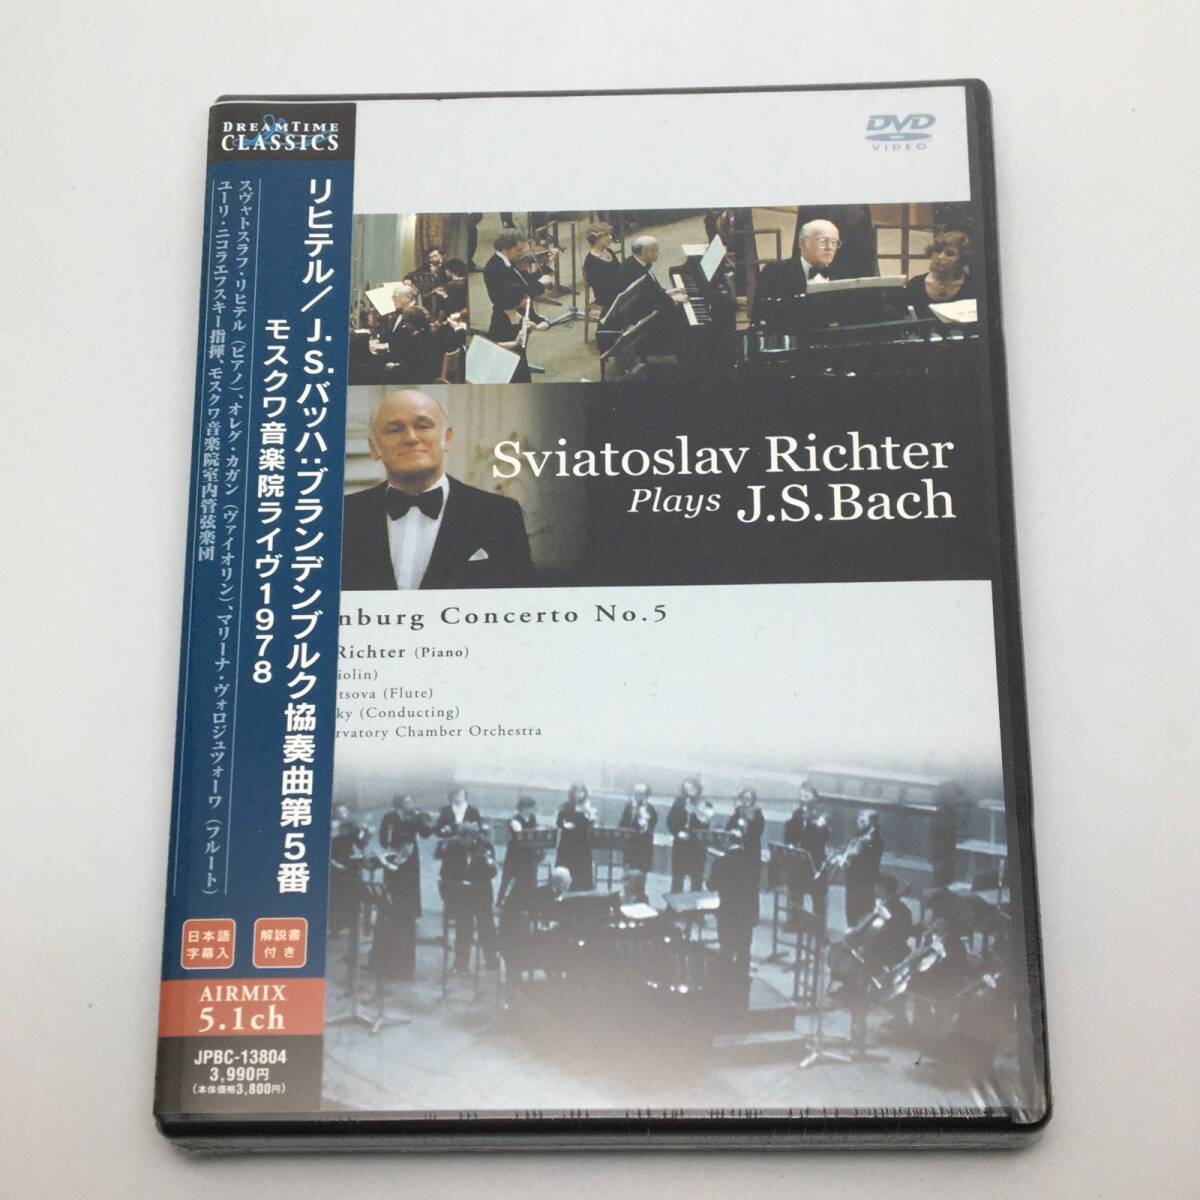 DREAMTIME
CLASSICS
リヒテル／J.S.バッハ:ブランデンブルク協奏曲第5番
モスクワ音楽院ライヴ1978
スヴャトスラフ・リヒテル（ピアノ）、オレグ・カガン（ヴァイオリン）、マリーナ・ヴォロジュツォーワ（フルート）
ユーリ・ニコラエフスキー指揮、モスクワ音楽院室内管弦楽団
日本語
字幕入
解説書
付き
AIRMIX
5.1ch
JPBC-13804
3,990円
（本体価格3,800円）
DVD
VIDEO
Sviatoslav Richter
Plays J.S.Bach
nburg Concerto No.5
Richter (Piano)
iolin)
tsova (Flute)
ky (Conducting)
rvatory Chamber Orchestra